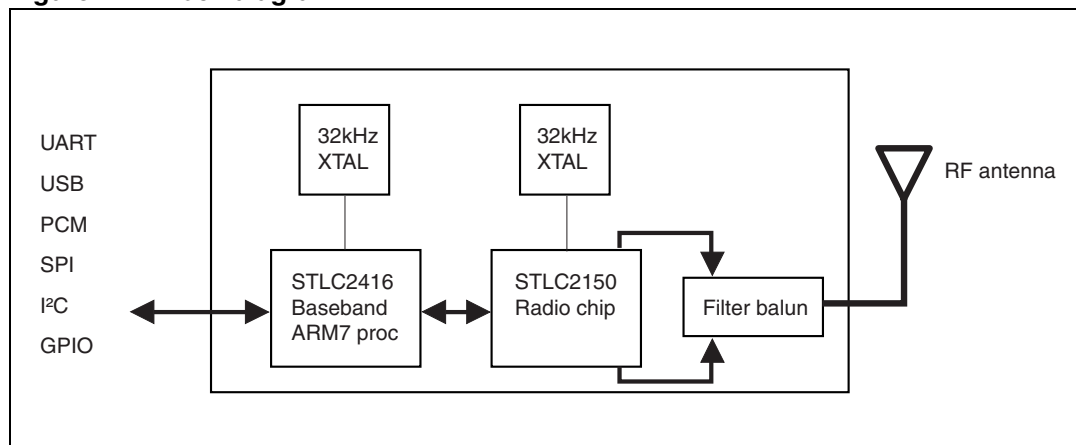 UART
USB
PCM
SPI
I²C
GPIO
32kHz
XTAL
32kHz
XTAL
STLC2416
Baseband
ARM7 proc
STLC2150
Radio chip
Filter balun
RF antenna